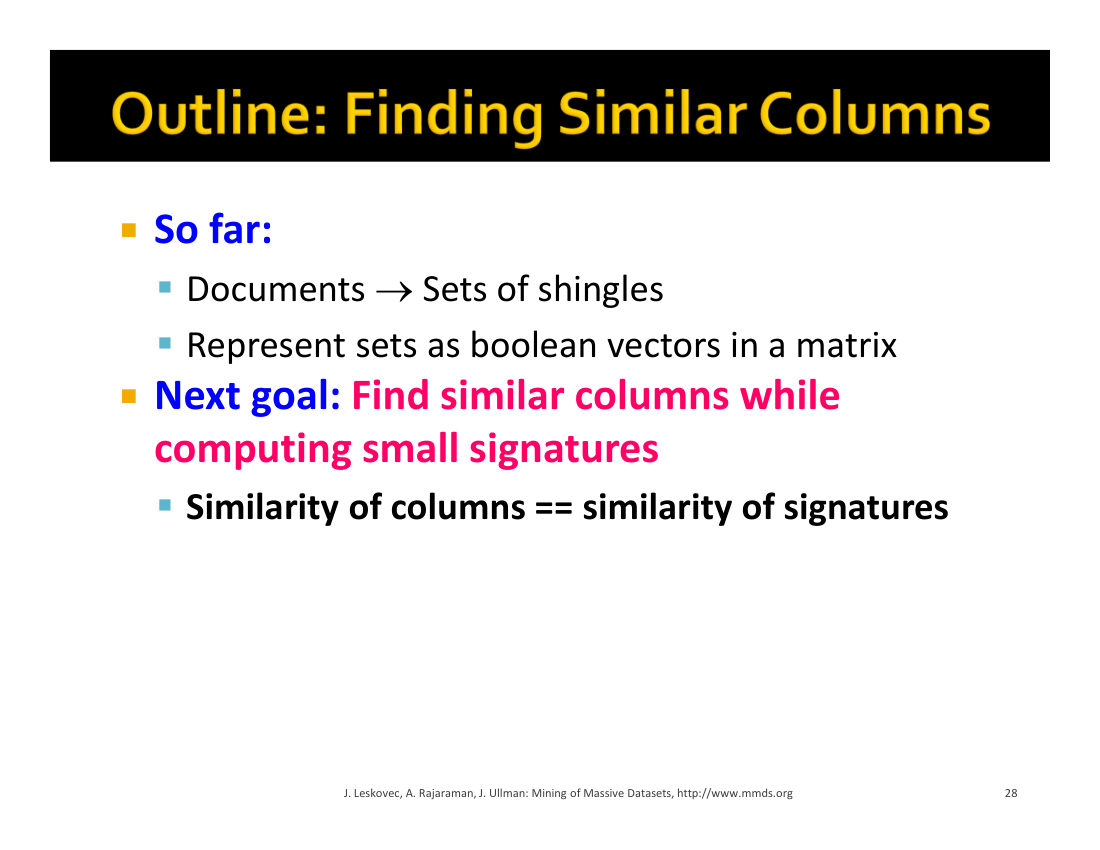 Outline: Finding Similar Columns
So far:
Documents → Sets of shingles
Represent sets as boolean vectors in a matrix
Next goal: Find similar columns while
computing small signatures
Similarity of columns == similarity of signatures
J. Leskovec, A. Rajaraman, J. Ullman: Mining of Massive Datasets, http://www.mmds.org
28